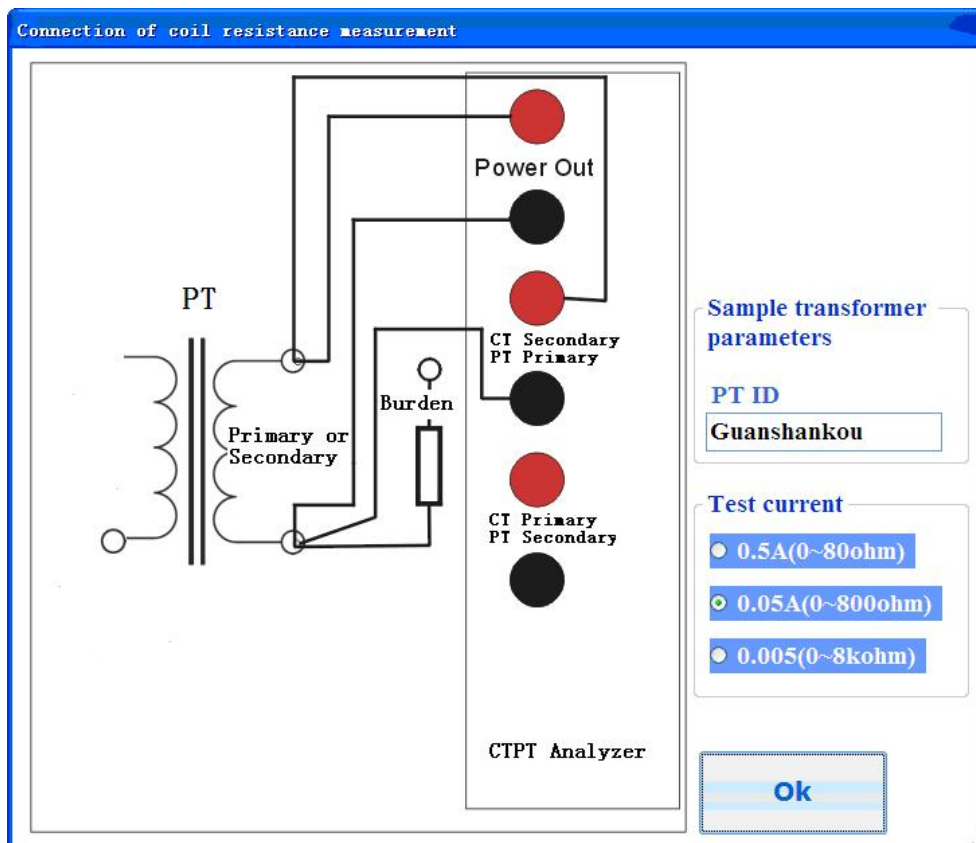 Connection of coil resistance measurement
Power Out
PT
CT Secondary
PT Primary
Burden
Primary or
Secondary
CT Primary
PT Secondary
CTPT Analyzer
Sample transformer
parameters
PT ID
Guanshankou
Test current
0.5A(0~80ohm)
0.05A(0~800ohm)
0.005(0~8kohm)
Ok